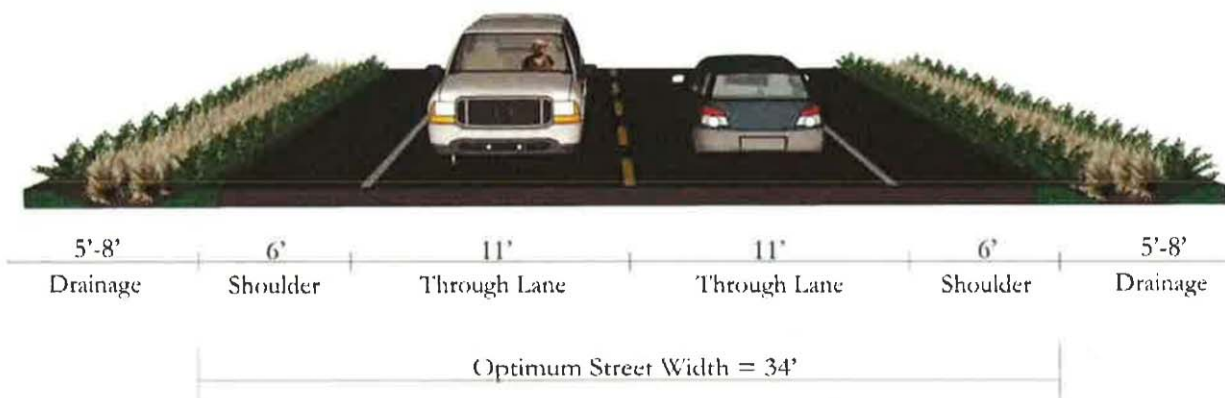 5'-8' 6' 11' 11' 6' 5'-8'
Drainage Shoulder Through Lane Through Lane Shoulder Drainage
Optimum Street Width = 34'